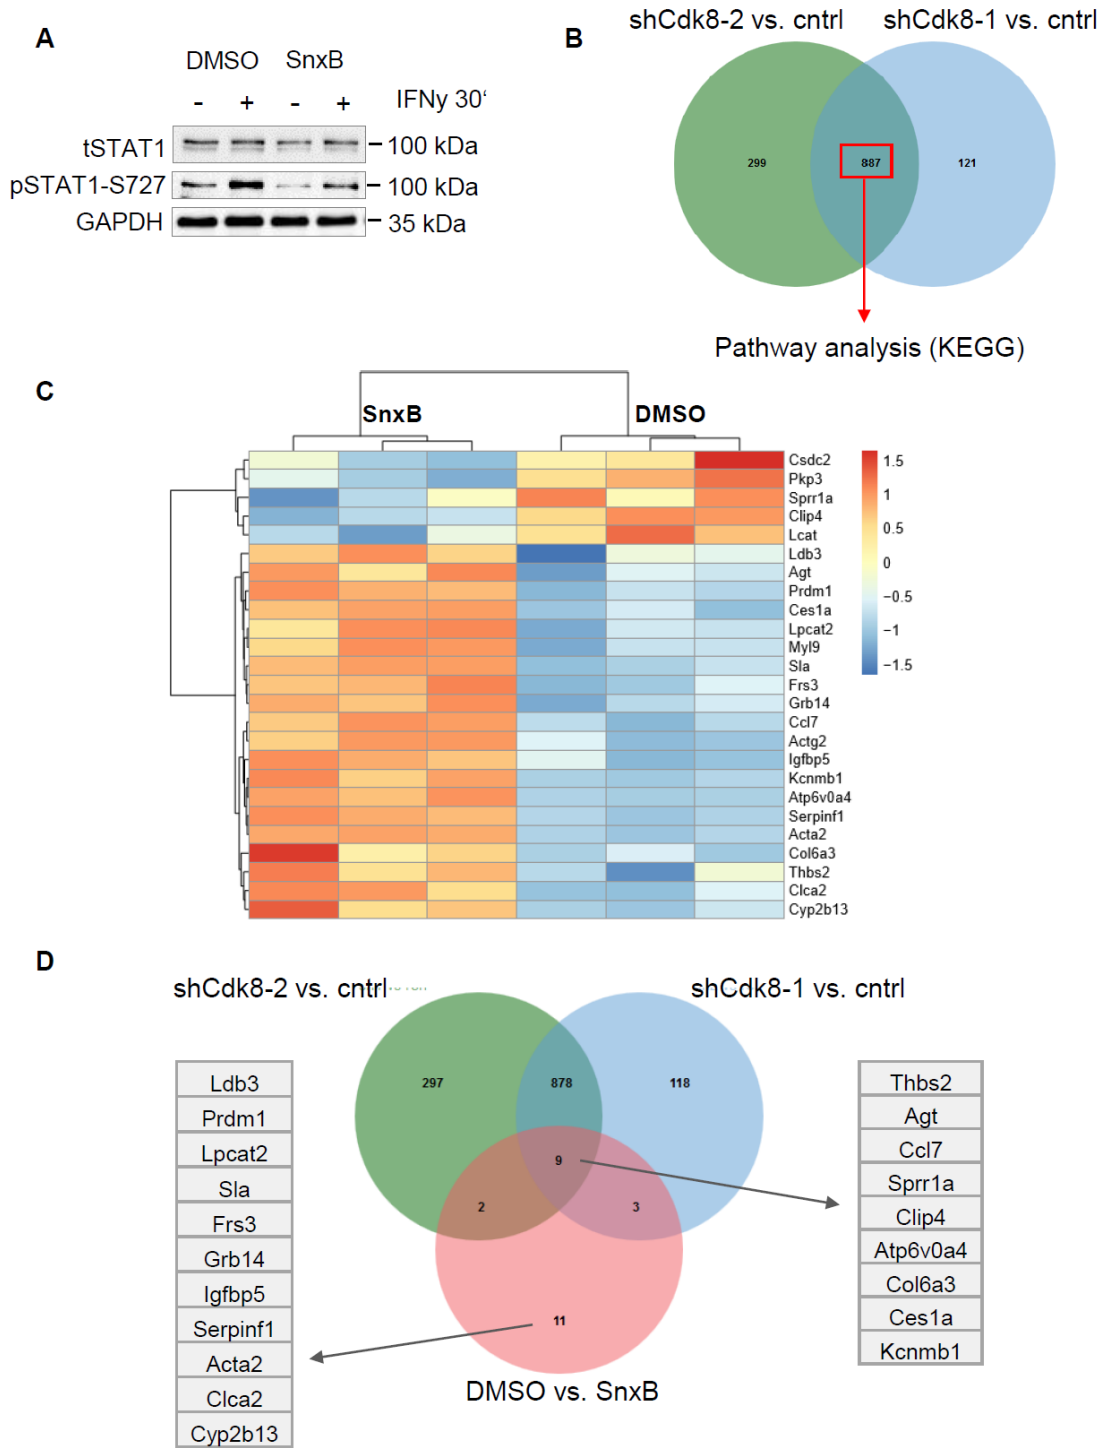 A
DMSO SnxB
- + - + IFNy 30‘
tSTAT1 100 kDa
pSTAT1-S727 100 kDa
GAPDH 35 kDa
B
shCdk8-2 vs. cntrl shCdk8-1 vs. cntrl
299 887 121
Pathway analysis (KEGG)
C
SnxB DMSO
Csdc2
Pkp3
Sprr1a
Clip4
Lcat
Ldb3
Agt
Prdm1
Ces1a
Lpcat2
Myl9
Sla
Frs3
Grb14
Ccl7
Actg2
Igfbp5
Kcnmb1
Atp6v0a4
Serpinf1
Acta2
Col6a3
Thbs2
Clca2
Cyp2b13
1.5
1
0.5
0
−0.5
−1
−1.5
D
shCdk8-2 vs. cntrl shCdk8-1 vs. cntrl
297 878 118
9
2 3
11
DMSO vs. SnxB
Ldb3
Prdm1
Lpcat2
Sla
Frs3
Grb14
Igfbp5
Serpinf1
Acta2
Clca2
Cyp2b13
Thbs2
Agt
Ccl7
Sprr1a
Clip4
Atp6v0a4
Col6a3
Ces1a
Kcnmb1